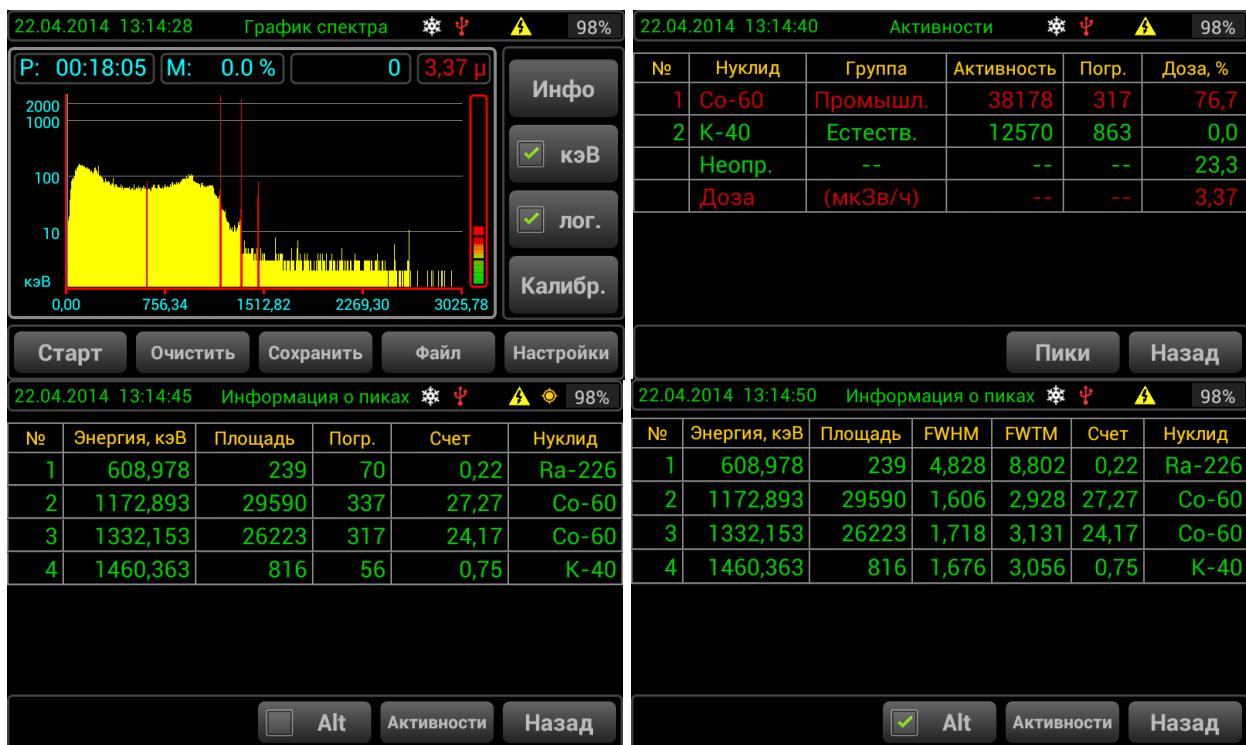 22.04.2014 13:14:28 График спектра 98%
P: 00:18:05 M: 0.0 % 0 3,37 μ
2000
1000
100
10
кэВ
0,00 756,34 1512,82 2269,30 3025,78
Инфо
кэВ
лог.
Калибр.
Старт Очистить Сохранить Файл Настройки
22.04.2014 13:14:40 Активности 98%
№ Нуклид Группа Активность Погр. Доза, %
1 Co-60 Промышл. 38178 317 76,7
2 K-40 Естеств. 12570 863 0,0
Неопр. -- -- -- 23,3
Доза (мкЗв/ч) -- -- 3,37
Пики Назад
22.04.2014 13:14:45 Информация о пиках 98%
№ Энергия, кэВ Площадь Погр. Счет Нуклид
1 608,978 239 70 0,22 Ra-226
2 1172,893 29590 337 27,27 Co-60
3 1332,153 26223 317 24,17 Co-60
4 1460,363 816 56 0,75 K-40
Alt Активности Назад
22.04.2014 13:14:50 Информация о пиках 98%
№ Энергия, кэВ Площадь FWHM FWTM Счет Нуклид
1 608,978 239 4,828 8,802 0,22 Ra-226
2 1172,893 29590 1,606 2,928 27,27 Co-60
3 1332,153 26223 1,718 3,131 24,17 Co-60
4 1460,363 816 1,676 3,056 0,75 K-40
Alt Активности Назад